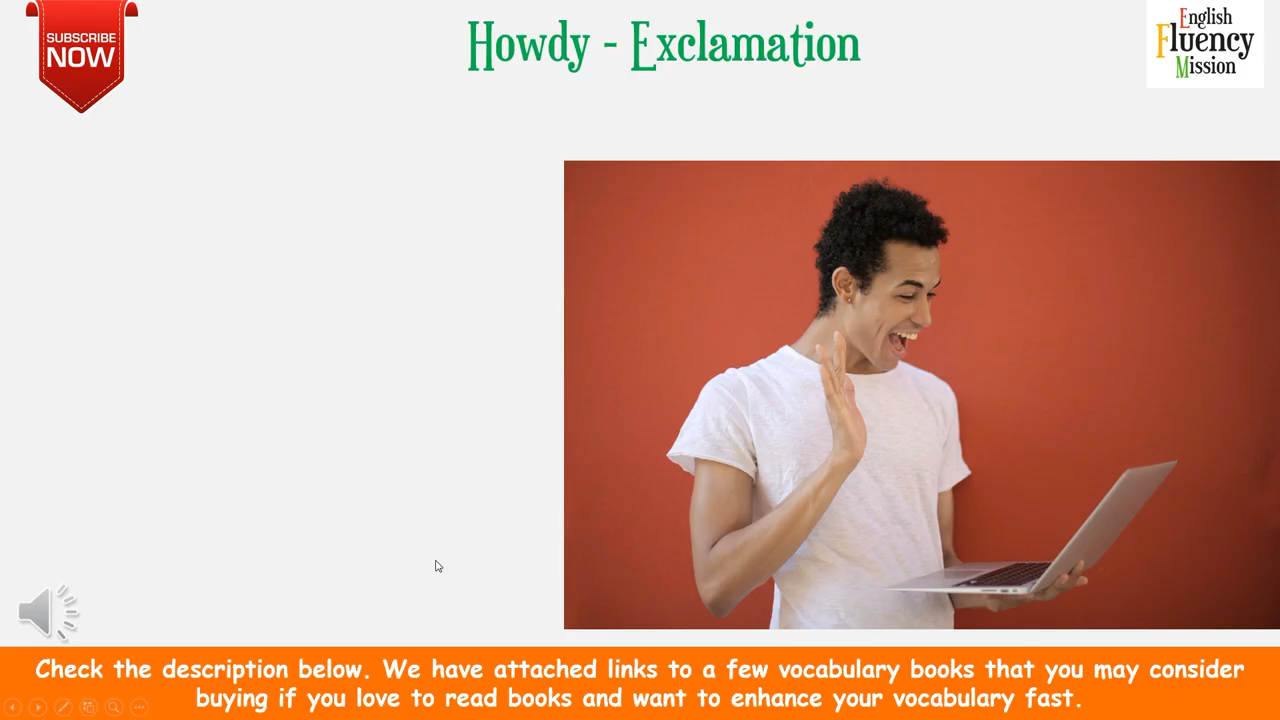 SUBSCRIBE
NOW
Howdy - Exclamation
English
Fluency
Mission
Check the description below. We have attached links to a few vocabulary books that you may consider
buying if you love to read books and want to enhance your vocabulary fast.